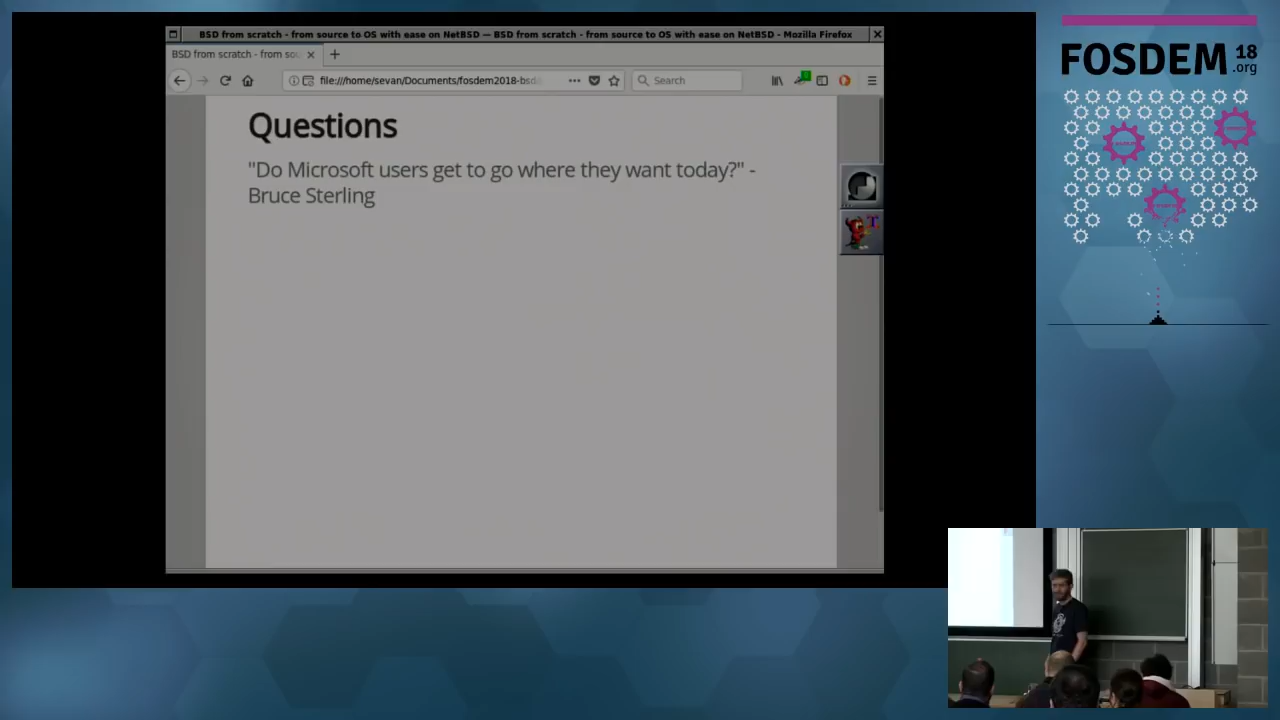 BSD from scratch - from source to OS with ease on NetBSD — BSD from scratch - from source to OS with ease on NetBSD - Mozilla Firefox
BSD from scratch - from sou
file:///home/sevan/Documents/fosdem2018-bsd
Search
Questions
"Do Microsoft users get to go where they want today?" -
Bruce Sterling
FOSDEM 18
.org